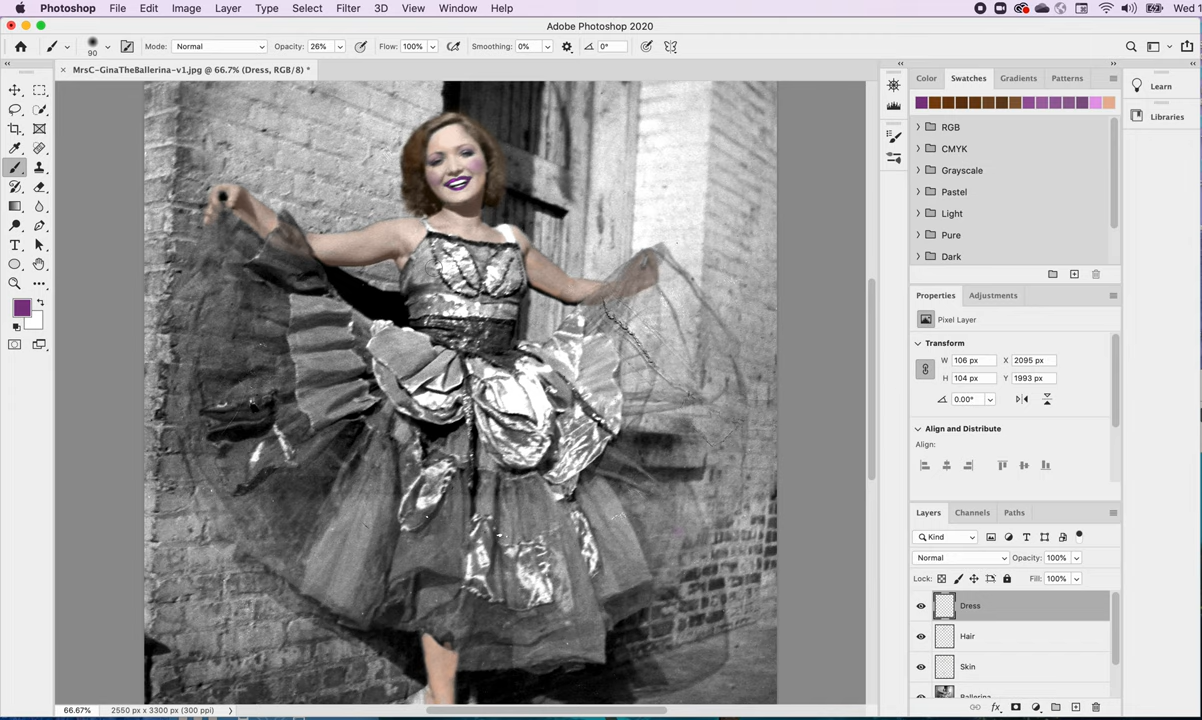 Photoshop File Edit Image Layer Type Select Filter 3D View Window Help Wed 1
Adobe Photoshop 2020
90 Mode: Normal Opacity: 26% Flow: 100% Smoothing: 0% 0°
MrsC-GinaTheBallerina-v1.jpg @ 66.7% (Dress, RGB/8) *
Color Swatches Gradients Patterns
Learn
Libraries
RGB
CMYK
Grayscale
Pastel
Light
Pure
Dark
Properties Adjustments
Pixel Layer
Transform
W 106 px X 2095 px
H 104 px Y 1993 px
0.00°
Align and Distribute
Align:
Layers Channels Paths
Kind
Normal Opacity: 100%
Lock: Fill: 100%
Dress
Hair
Skin
Ballerina
66.67% 2550 px x 3300 px (300 ppi)